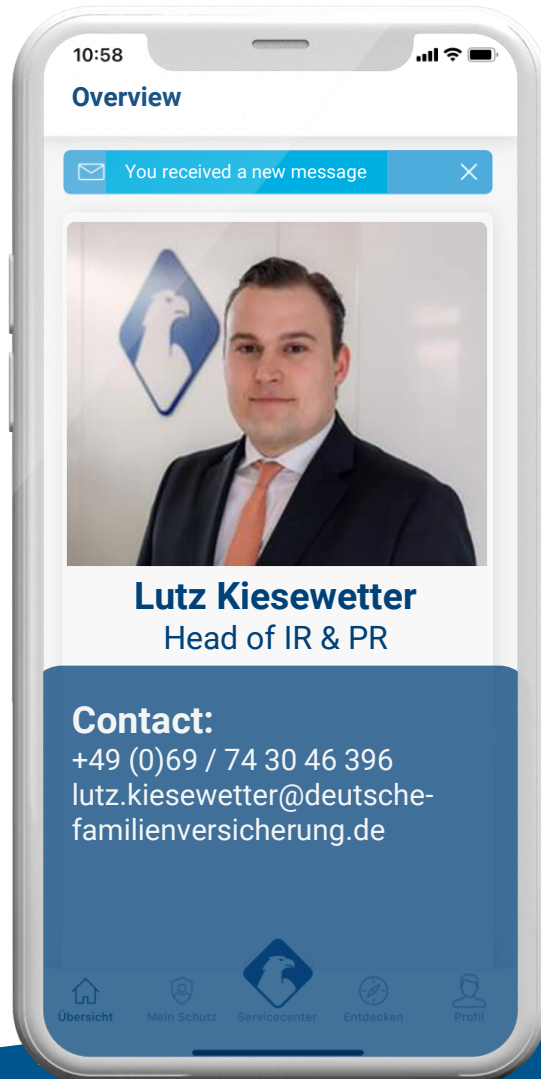 10:58
Overview
You received a new message
Lutz Kiesewetter
Head of IR & PR
Contact:
+49 (0)69 / 74 30 46 396
lutz.kiesewetter@deutsche-
familienversicherung.de
Übersicht Mein Schutz Servicecenter Entdecken Profil